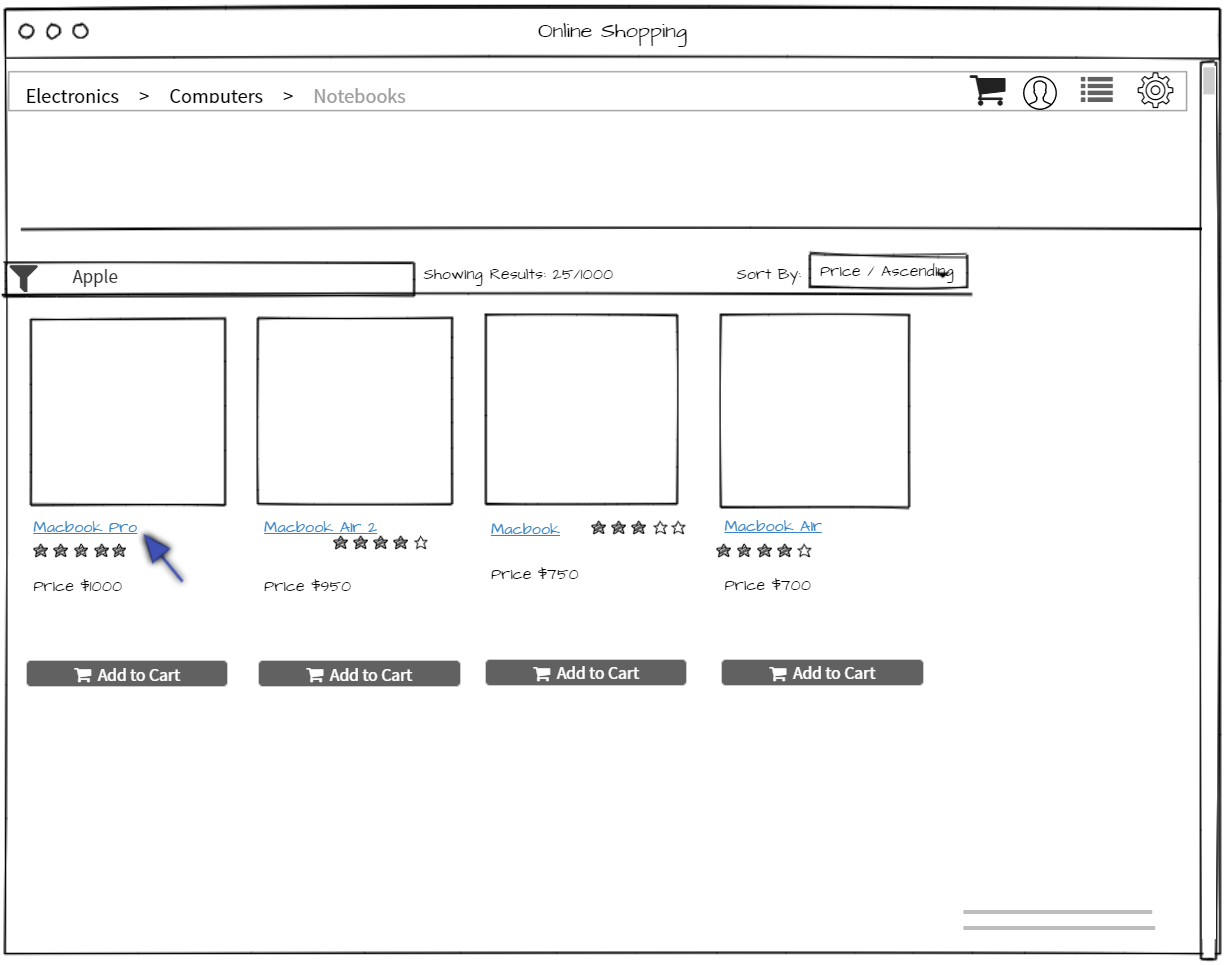 Online Shopping
Electronics > Computers > Notebooks
Apple
Showing Results: 25/1000
Sort By:
Price / Ascending
Macbook Pro
Price $1000
Add to Cart
Macbook Air 2
Price $950
Add to Cart
Macbook
Price $750
Add to Cart
Macbook Air
Price $700
Add to Cart